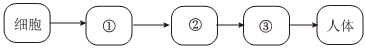 细胞 ① ② ③ 人体